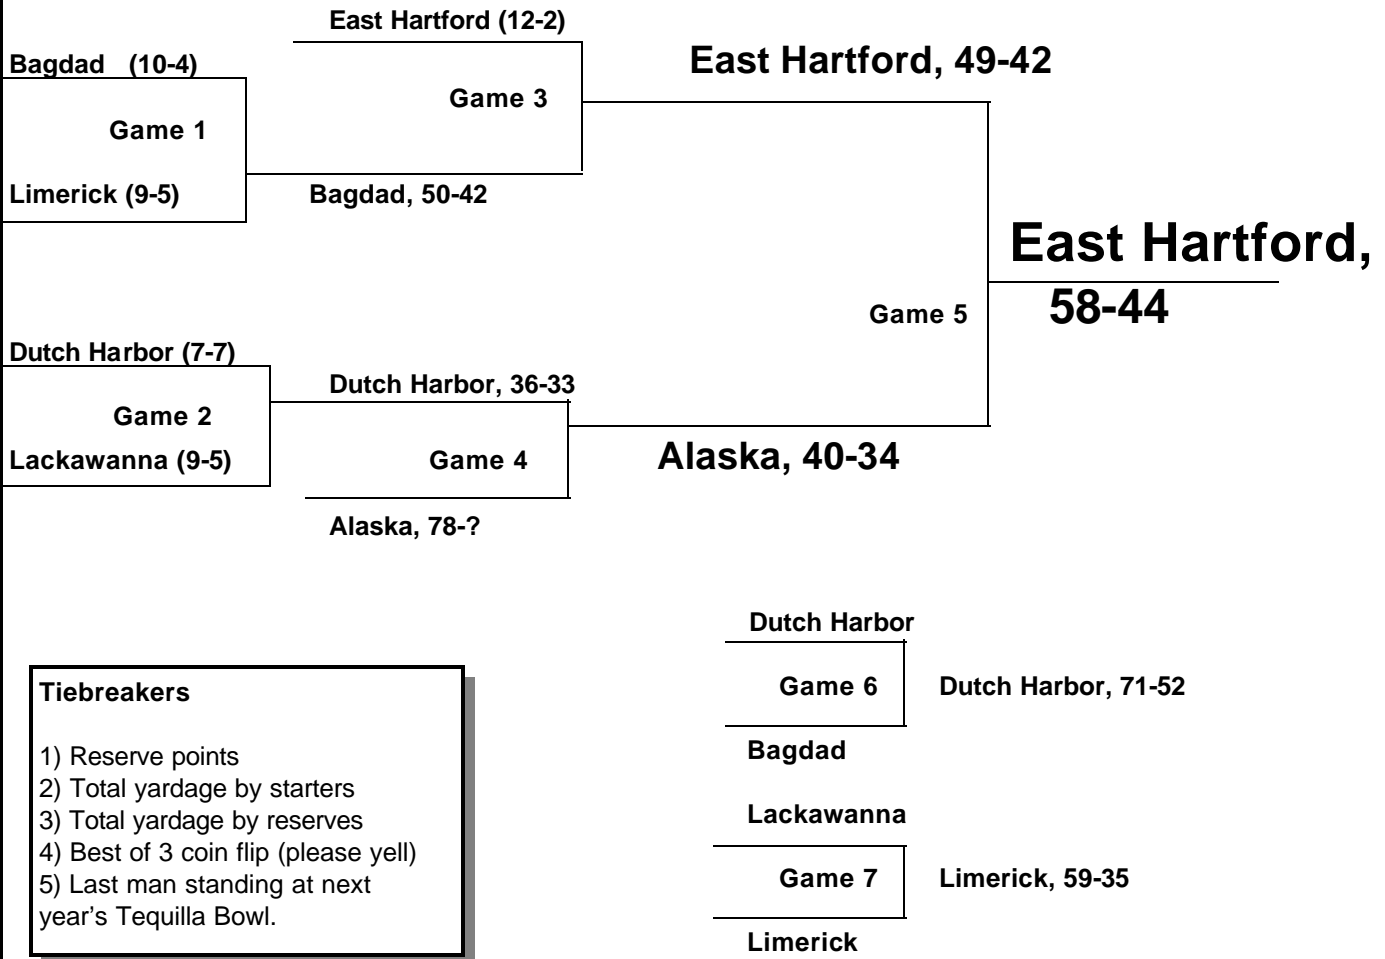 East Hartford (12-2)
Bagdad (10-4)
East Hartford, 49-42
Game 3
Game 1
Limerick (9-5)
Bagdad, 50-42
East Hartford,
58-44
Game 5
Dutch Harbor (7-7)
Dutch Harbor, 36-33
Game 2
Lackawanna (9-5)
Game 4
Alaska, 40-34
Alaska, 78-?
Dutch Harbor
Game 6
Dutch Harbor, 71-52
Bagdad
Lackawanna
Game 7
Limerick, 59-35
Limerick
Tiebreakers
1) Reserve points
2) Total yardage by starters
3) Total yardage by reserves
4) Best of 3 coin flip (please yell)
5) Last man standing at next
year's Tequilla Bowl.